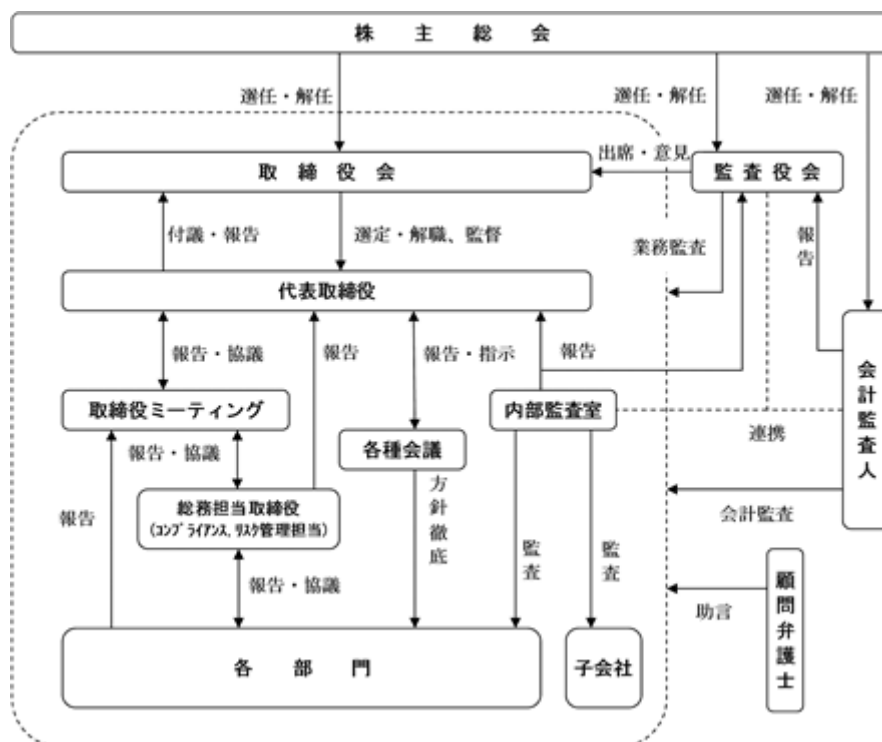 株主総会
選任・解任
選任・解任
選任・解任
取締役会
出席・意見
監査役会
付議・報告
選定・解職、監督
業務監査
報告
代表取締役
報告・協議
報告
報告・指示
報告
会計監査人
取締役ミーティング
内部監査室
連携
報告・協議
各種会議
報告
総務担当取締役
(ｺﾝﾌﾟﾗｲｱﾝｽ, ﾘｽｸ管理担当)
方針徹底
監査
監査
会計監査
報告・協議
助言
顧問弁護士
各部門
子会社